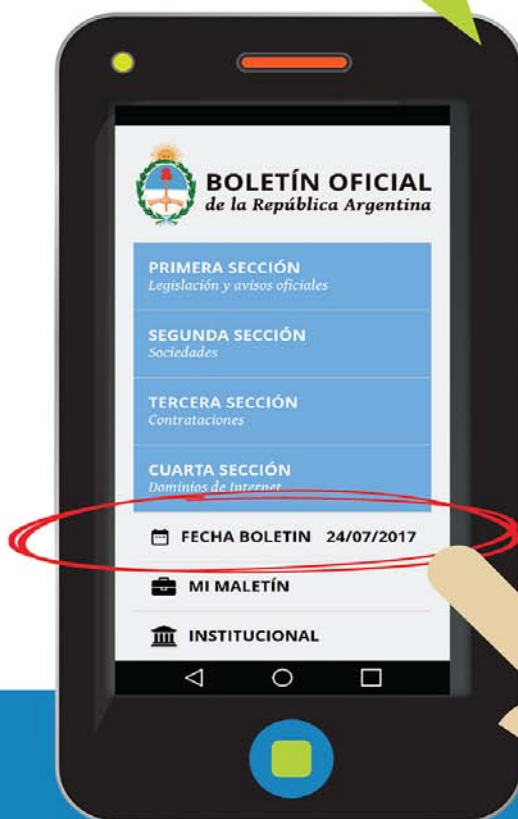 BOLETÍN OFICIAL
de la República Argentina
PRIMERA SECCIÓN
Legislación y avisos oficiales
SEGUNDA SECCIÓN
Sociedades
TERCERA SECCIÓN
Contrataciones
CUARTA SECCIÓN
Dominios de Internet
FECHA BOLETIN 24/07/2017
MI MALETÍN
INSTITUCIONAL